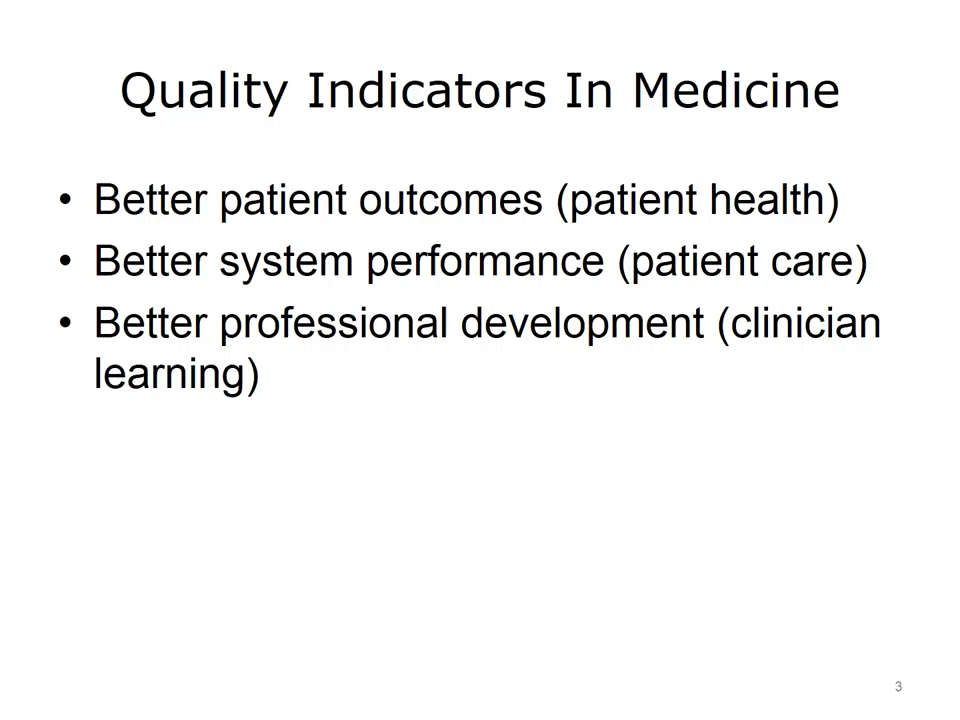 Quality Indicators In Medicine
• Better patient outcomes (patient health)
• Better system performance (patient care)
• Better professional development (clinician
learning)
3